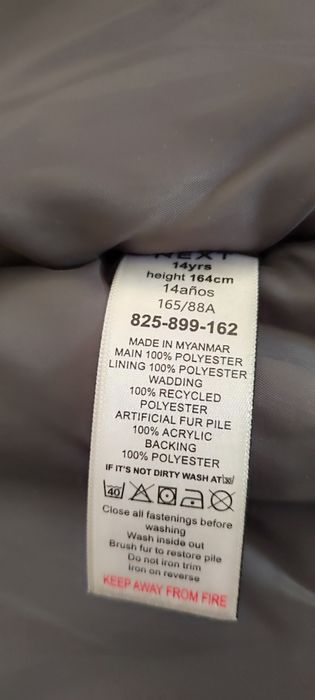 NEXT
14yrs
height 164cm
14años
165/88A
825-899-162
MADE IN MYANMAR
MAIN 100% POLYESTER
LINING 100% POLYESTER
WADDING
100% RECYCLED
POLYESTER
ARTIFICIAL FUR PILE
100% ACRYLIC
BACKING
100% POLYESTER
IF IT'S NOT DIRTY WASH AT 30
40
Close all fastenings before
washing
Wash inside out
Brush fur to restore pile
Do not iron trim
Iron on reverse
KEEP AWAY FROM FIRE